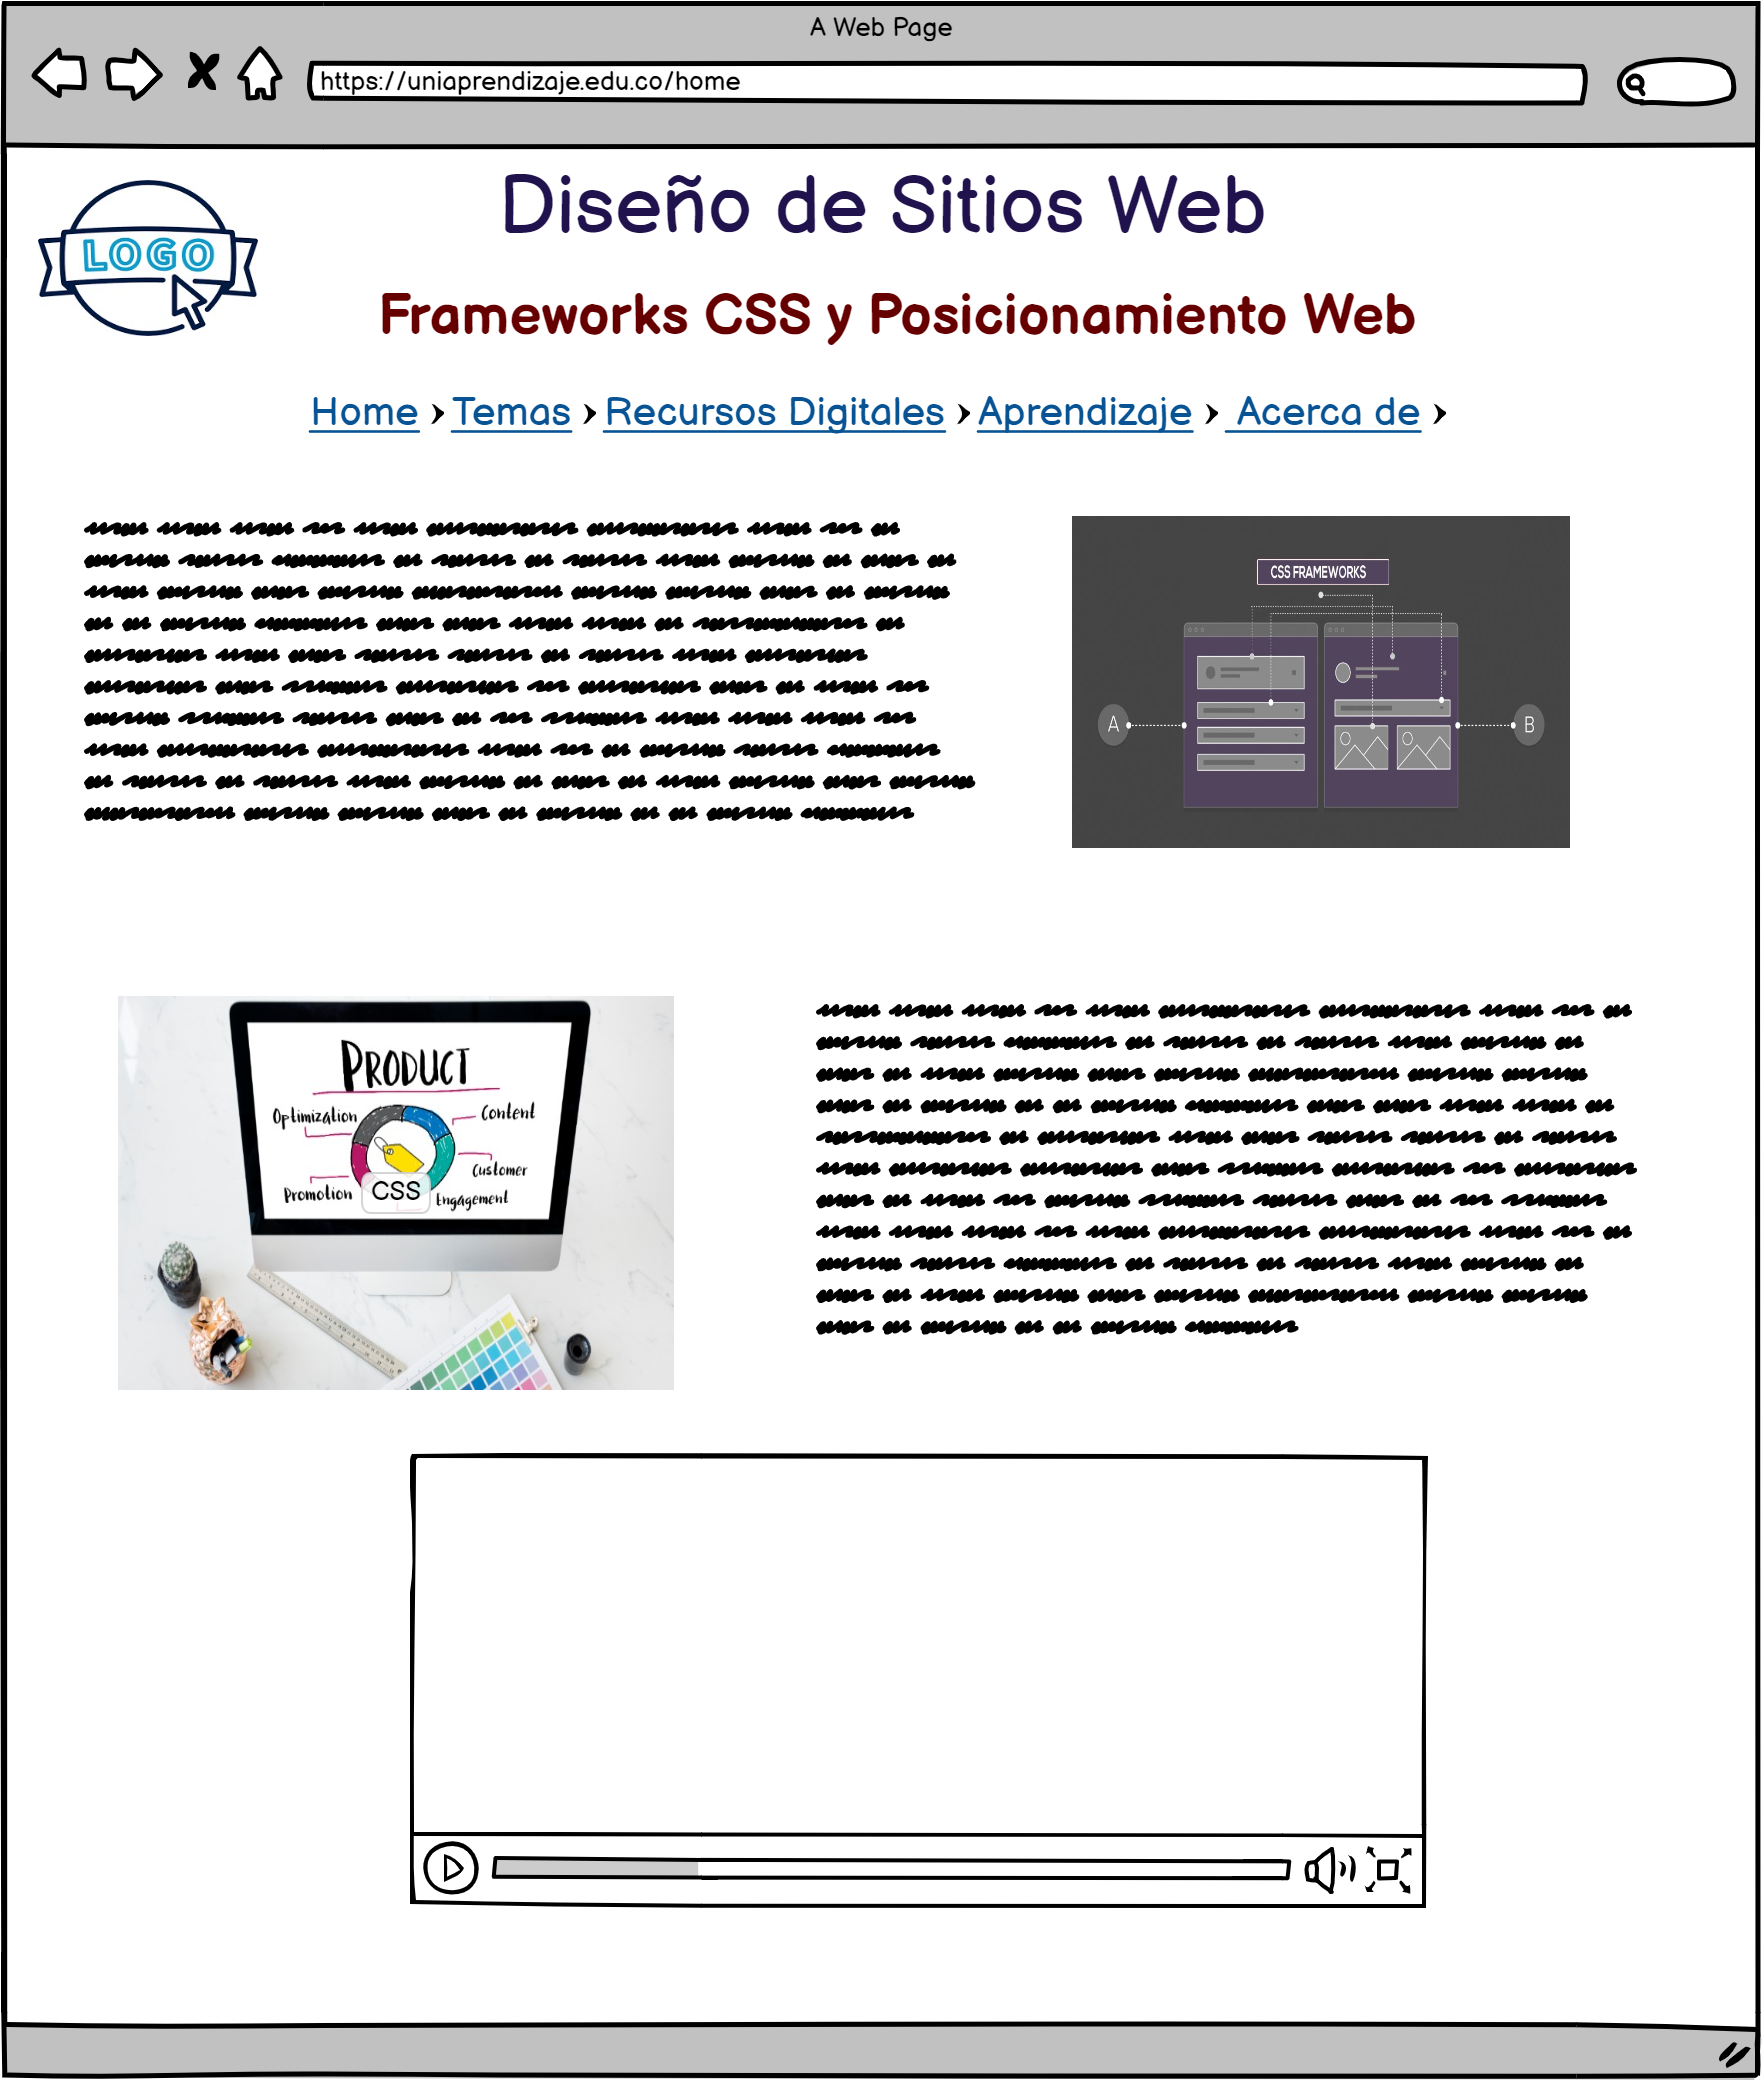 A Web Page
https://uniaprendizaje.edu.co/home
LOGO
Diseño de Sitios Web
Frameworks CSS y Posicionamiento Web
Home › Temas › Recursos Digitales › Aprendizaje › Acerca de ›
CSS FRAMEWORKS
A
B
PRODUCT
Optimization
Content
Customer
Promotion
CSS
Engagement